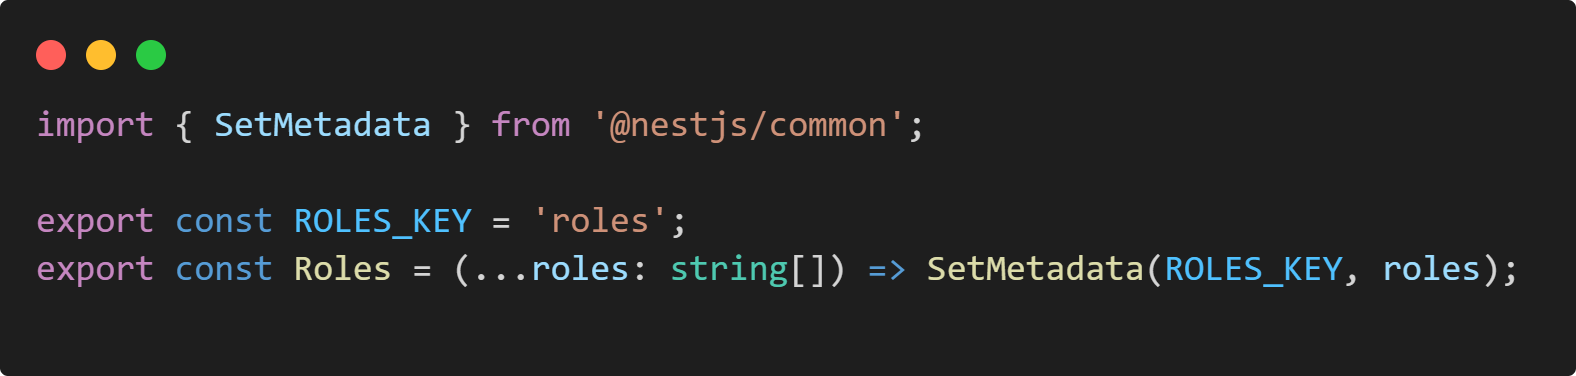 import { SetMetadata } from '@nestjs/common';
export const ROLES_KEY = 'roles';
export const Roles = (...roles: string[]) => SetMetadata(ROLES_KEY, roles);